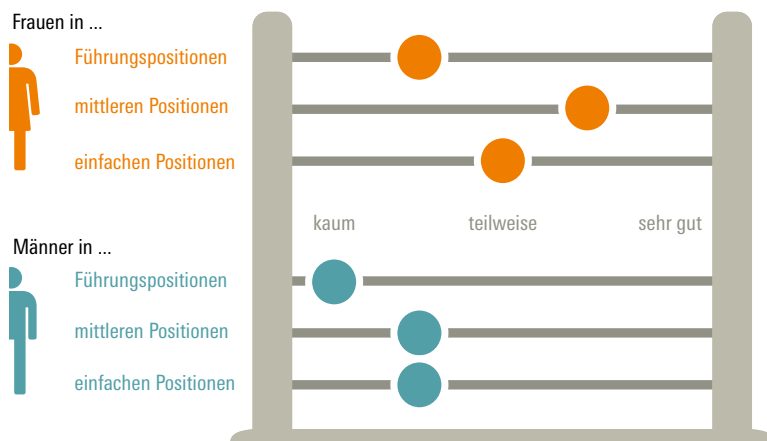 Frauen in ...
Führungspositionen
mittleren Positionen
einfachen Positionen
kaum teilweise sehr gut
Männer in ...
Führungspositionen
mittleren Positionen
einfachen Positionen